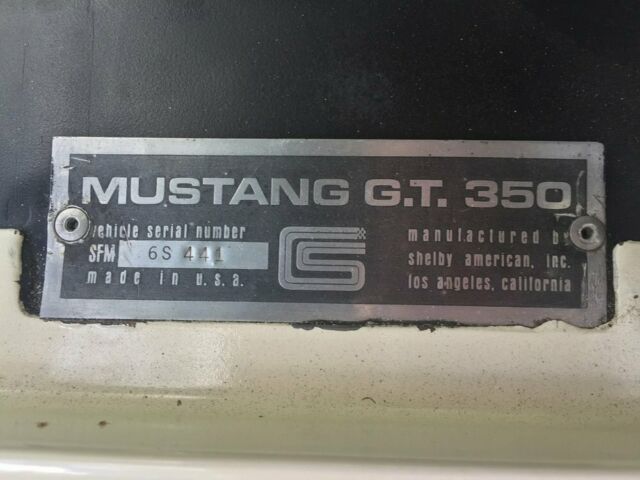 MUSTANG G.T. 350
vehicle serial number
SFM 6S 441
made in U.S.A.
manufactured by
shelby american, inc.
los angeles, california